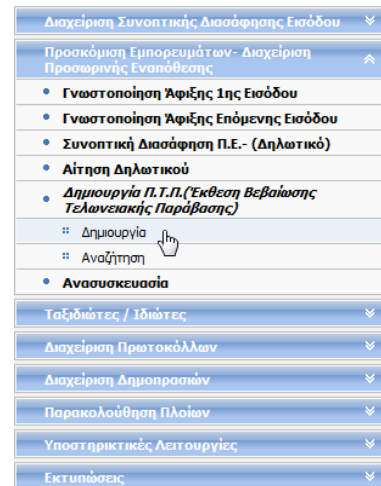 Διαχείριση Συνοπτικής Διασάφησης Εισόδου
Προσκόμιση Εμπορευμάτων- Διαχείριση
Προσωρινής Εναπόθεσης
Γνωστοποίηση Άφιξης 1ης Εισόδου
Γνωστοποίηση Άφιξης Επόμενης Εισόδου
Συνοπτική Διασάφηση Π.Ε.- (Δηλωτικό)
Αίτηση Δηλωτικού
Δημιουργία Π.Τ.Π.(Έκθεση Βεβαίωσης
Τελωνειακής Παράβασης)
Δημιουργία
Αναζήτηση
Ανασυσκευασία
Ταξιδιώτες / Ιδιώτες
Διαχείριση Πρωτοκόλλων
Διαχείριση Δημοπρασιών
Παρακολούθηση Πλοίων
Υποστηρικτικές Λειτουργίες
Εκτυπώσεις